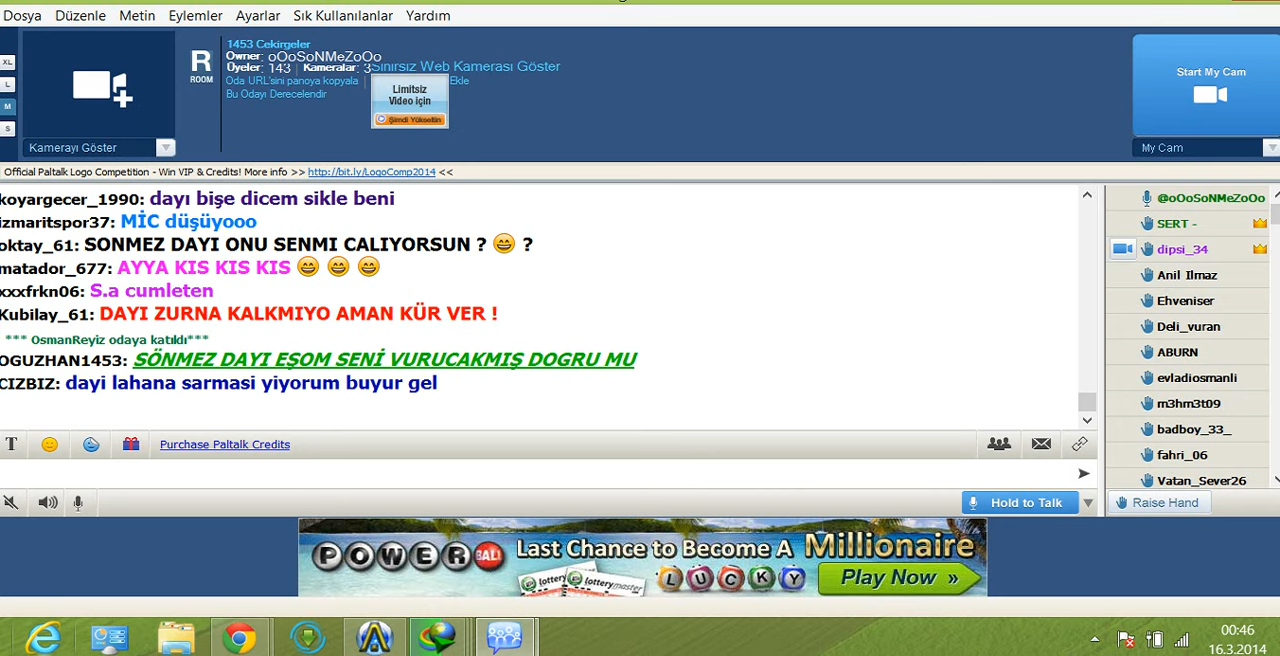 Dosya Düzenle Metin Eylemler Ayarlar Sık Kullanılanlar Yardım
XL
L
M
S
Kamerayı Göster
R
ROOM
1453 Cekirgeler
Owner: oOoSoNMeZoOo
Üyeler: 143 | Kameralar: 3
Sınırsız Web Kamerası Göster
Oda URL'sini panoya kopyala | Ekle
Bu Odayı Derecelendir
Limitsiz
Video için
Şimdi Yükseltin
Start My Cam
My Cam
Official Paltalk Logo Competition - Win VIP & Credits! More info >> http://bit.ly/LogoComp2014 <<
koyargecer_1990: dayı bişe dicem sikle beni
izmaritspor37: MİC düşüyooo
oktay_61: SONMEZ DAYI ONU SENMI CALIYORSUN ? 😄 ?
matador_677: AYYA KIS KIS KIS 😄 😄 😄
xxxfrkn06: S.a cumleten
Kubilay_61: DAYI ZURNA KALKMIYO AMAN KÜR VER !
*** OsmanReyiz odaya katıldı***
OGUZHAN1453: SÖNMEZ DAYI EŞOM SENİ VURUCAKMIŞ DOGRU MU
CIZBIZ: dayi lahana sarmasi yiyorum buyur gel
@oOoSoNMeZoOo
SERT -
dipsi_34
Anil Ilmaz
Ehveniser
Deli_vuran
ABURN
evladiosmanli
m3hm3t09
badboy_33_
fahri_06
Vatan_Sever26
T Purchase Paltalk Credits
Hold to Talk
Raise Hand
POWERBALL Last Chance to Become A Millionaire
lottery lotterymaster LUCKY Play Now »
00:46
16.3.2014